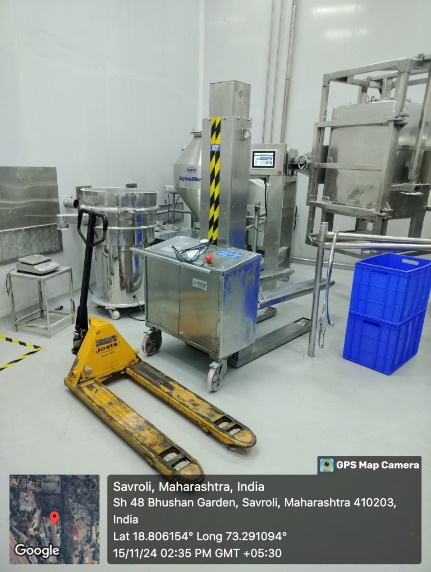 Josts
GPS Map Camera
Savroli, Maharashtra, India
Sh 48 Bhushan Garden, Savroli, Maharashtra 410203,
India
Lat 18.806154° Long 73.291094°
15/11/24 02:35 PM GMT +05:30
Google